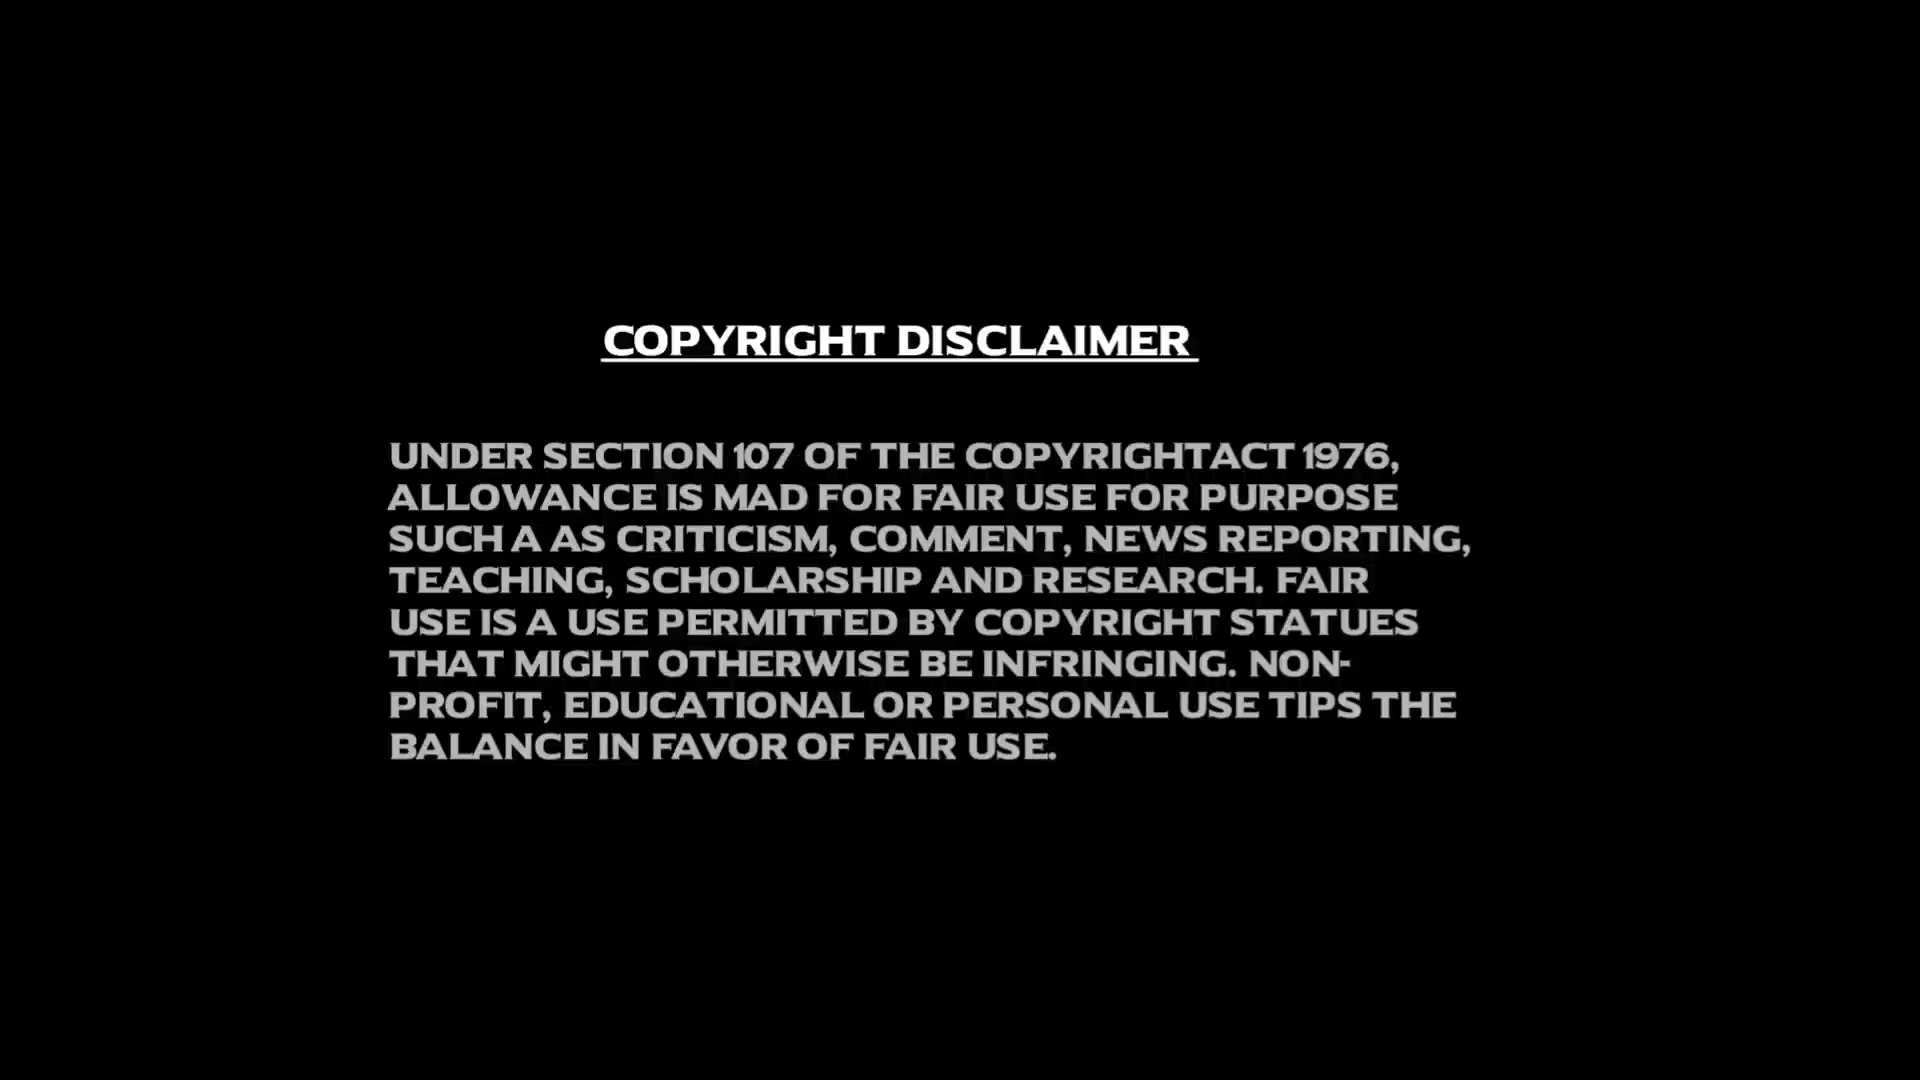 COPYRIGHT DISCLAIMER
UNDER SECTION 107 OF THE COPYRIGHTACT 1976,
ALLOWANCE IS MAD FOR FAIR USE FOR PURPOSE
SUCH A AS CRITICISM, COMMENT, NEWS REPORTING,
TEACHING, SCHOLARSHIP AND RESEARCH. FAIR
USE IS A USE PERMITTED BY COPYRIGHT STATUES
THAT MIGHT OTHERWISE BE INFRINGING. NON-
PROFIT, EDUCATIONAL OR PERSONAL USE TIPS THE
BALANCE IN FAVOR OF FAIR USE.